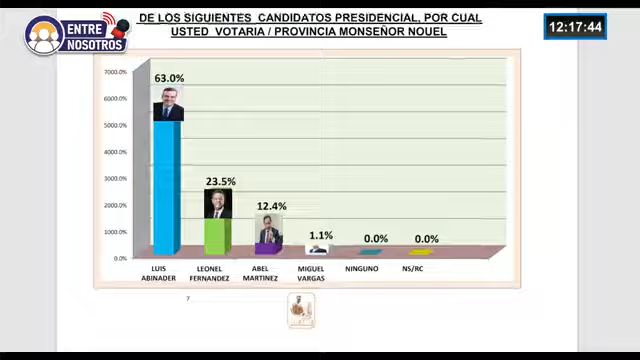 ENTRE
NOSOTROS
DE LOS SIGUIENTES CANDIDATOS PRESIDENCIAL, POR CUAL
USTED VOTARIA / PROVINCIA MONSEÑOR NOUEL
12:17:44
7000.0%
6000.0%
5000.0%
4000.0%
3000.0%
2000.0%
1000.0%
0.0%
63.0%
23.5%
12.4%
1.1%
0.0%
0.0%
LUIS
ABINADER
LEONEL
FERNANDEZ
ABEL
MARTINEZ
MIGUEL
VARGAS
NINGUNO
NS/RC
7